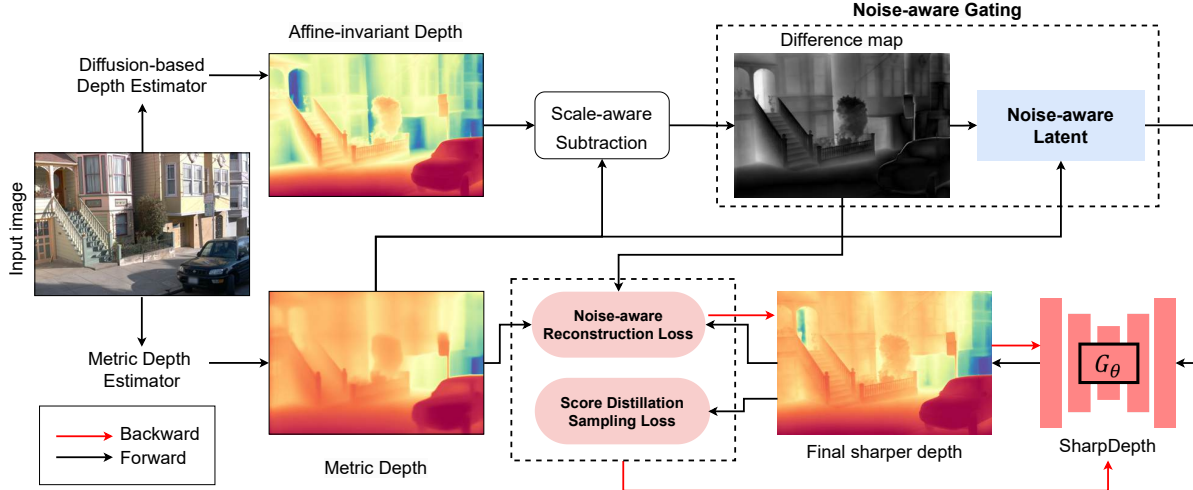 Noise-aware Gating
Affine-invariant Depth
Difference map
Diffusion-based
Depth Estimator
Scale-aware
Subtraction
Noise-aware
Latent
Input image
Noise-aware
Reconstruction Loss
Metric Depth
Estimator
G_θ
Score Distillation
Sampling Loss
Backward
Forward
Metric Depth
Final sharper depth
SharpDepth